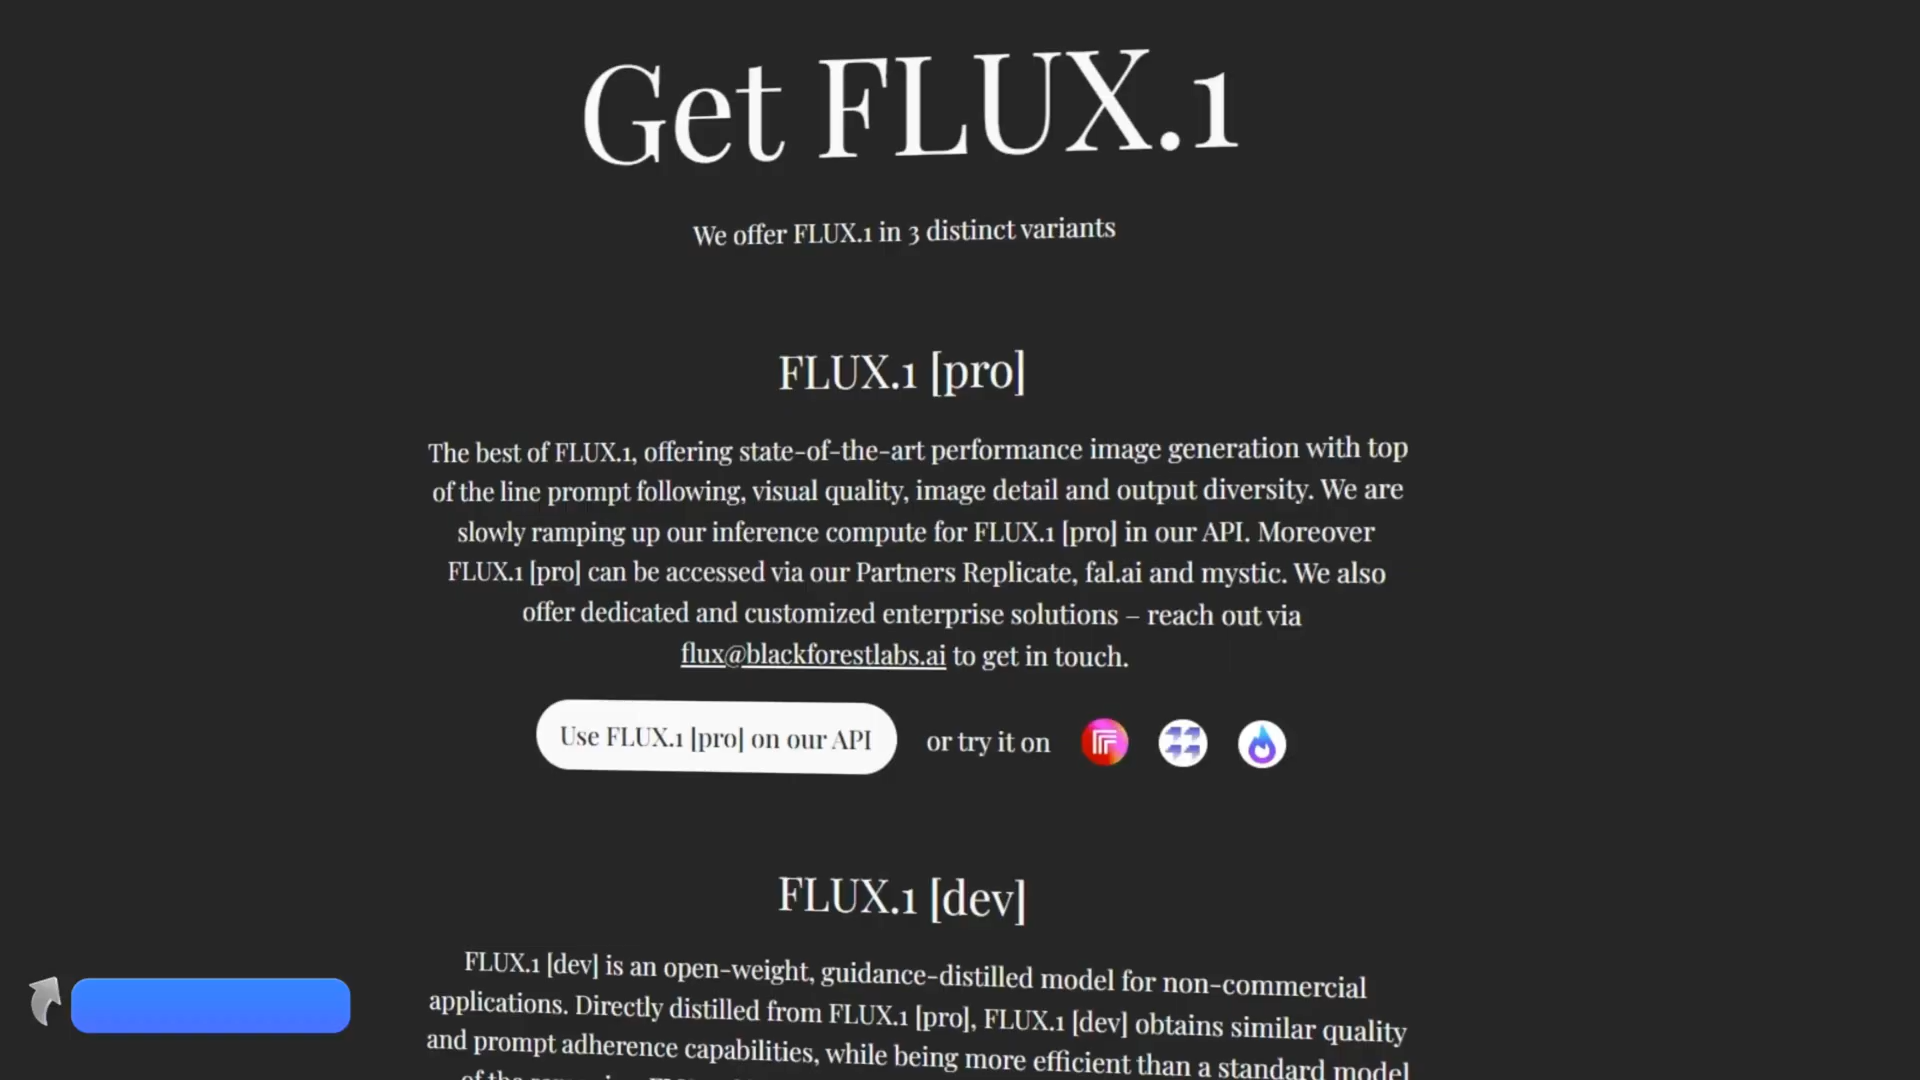 Get FLUX.1
We offer FLUX.1 in 3 distinct variants
FLUX.1 [pro]
The best of FLUX.1, offering state-of-the-art performance image generation with top
of the line prompt following, visual quality, image detail and output diversity. We are
slowly ramping up our inference compute for FLUX.1 [pro] in our API. Moreover
FLUX.1 [pro] can be accessed via our Partners Replicate, fal.ai and mystic. We also
offer dedicated and customized enterprise solutions – reach out via
flux@blackforestlabs.ai to get in touch.
Use FLUX.1 [pro] on our API or try it on
FLUX.1 [dev]
FLUX.1 [dev] is an open-weight, guidance-distilled model for non-commercial
applications. Directly distilled from FLUX.1 [pro], FLUX.1 [dev] obtains similar quality
and prompt adherence capabilities, while being more efficient than a standard model
of the